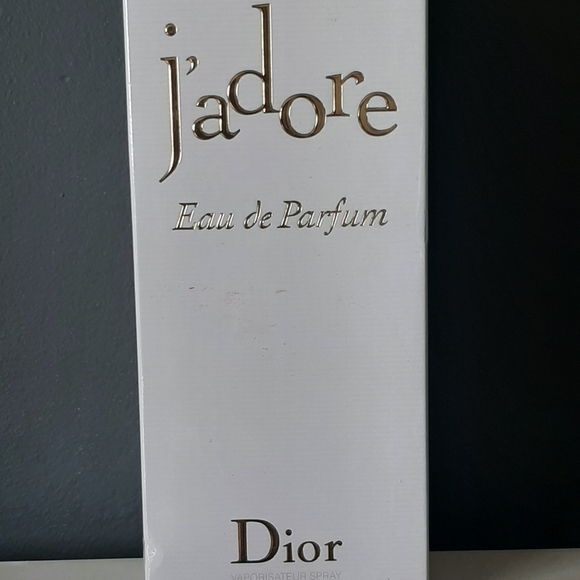 j'adore
Eau de Parfum
Dior
VAPORISATEUR SPRAY